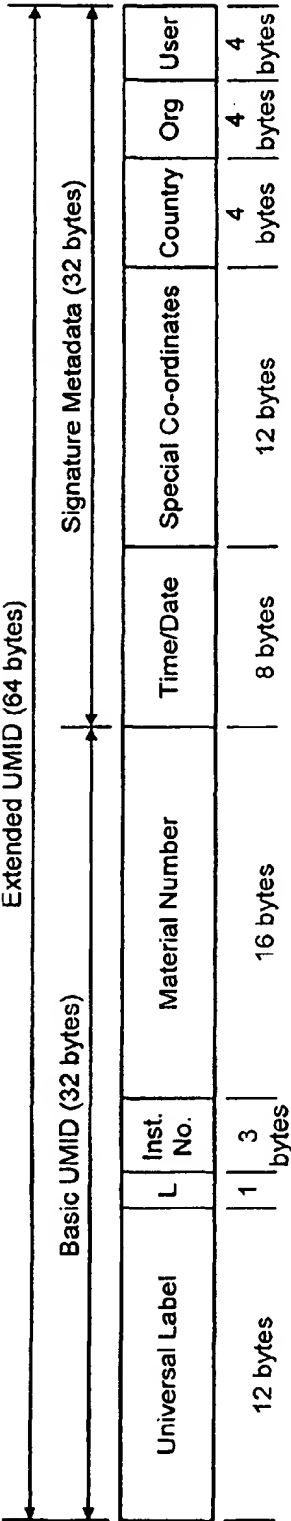 Extended UMID (64 bytes)
Basic UMID (32 bytes)
Signature Metadata (32 bytes)
Universal Label
L
Inst.
No.
Material Number
Time/Date
Special Co-ordinates
Country
Org
User
12 bytes
1
3
bytes
16 bytes
8 bytes
12 bytes
4
bytes
4
bytes
4
bytes